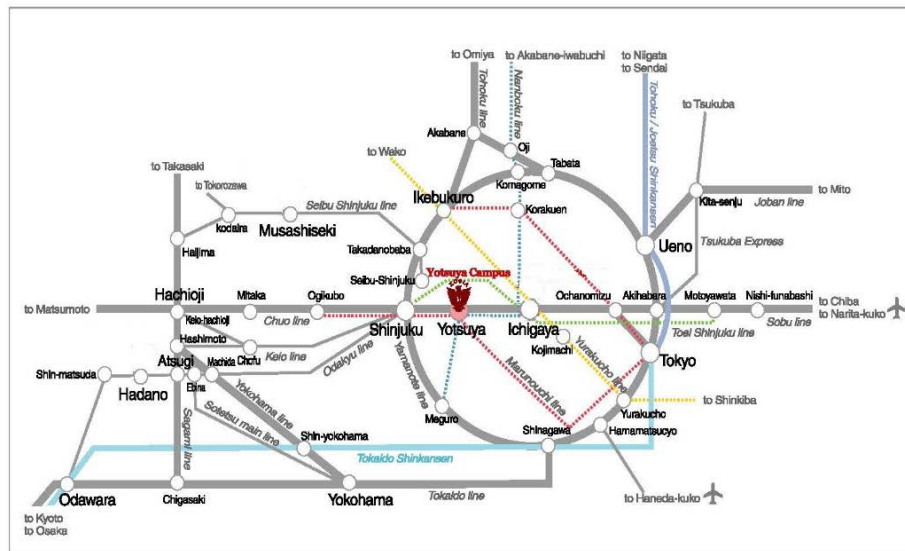 to Omiya
to Akabane-iwabuchi
to Niigata
to Sendai
Tohoku line
Nanboku line
Tohoku / Joetsu Shinkansen
to Tsukuba
Akabane
Oji
to Wako
Tabata
to Takasaki
Komagome
to Tokorozawa
Seibu Shinjuku line
Ikebukuro
Kita-senju
to Mito
Joban line
kodaira
Musashiseki
Korakuen
Haijima
Takadanobaba
Ueno
Tsukuba Express
Seibu-Shinjuku
Yotsuya Campus
Hachioji
Mitaka
Ogikubo
Ochanomizu
Akihabara
Motoyawata
Nishi-funabashi
to Matsumoto
to Chiba
to Narita-kuko
Chuo line
Shinjuku
Yotsuya
Ichigaya
Toei Shinjuku line
Sobu line
Keio-hachioji
Hashimoto
Kojimachi
Atsugi
Machida
Chofu
Keio line
Odakyu line
Yamanote line
Marunouchi line
Yurakucho line
Tokyo
Shin-matsuda
Hadano
Ebina
Yokohama line
Sagami line
Sotetsu main line
Meguro
Yurakucho
to Shinkiba
Shin-yokohama
Shinagawa
Hamamatsucyo
Tokaido Shinkansen
Odawara
Chigasaki
Yokohama
Tokaido line
to Haneda-kuko
to Kyoto
to Osaka